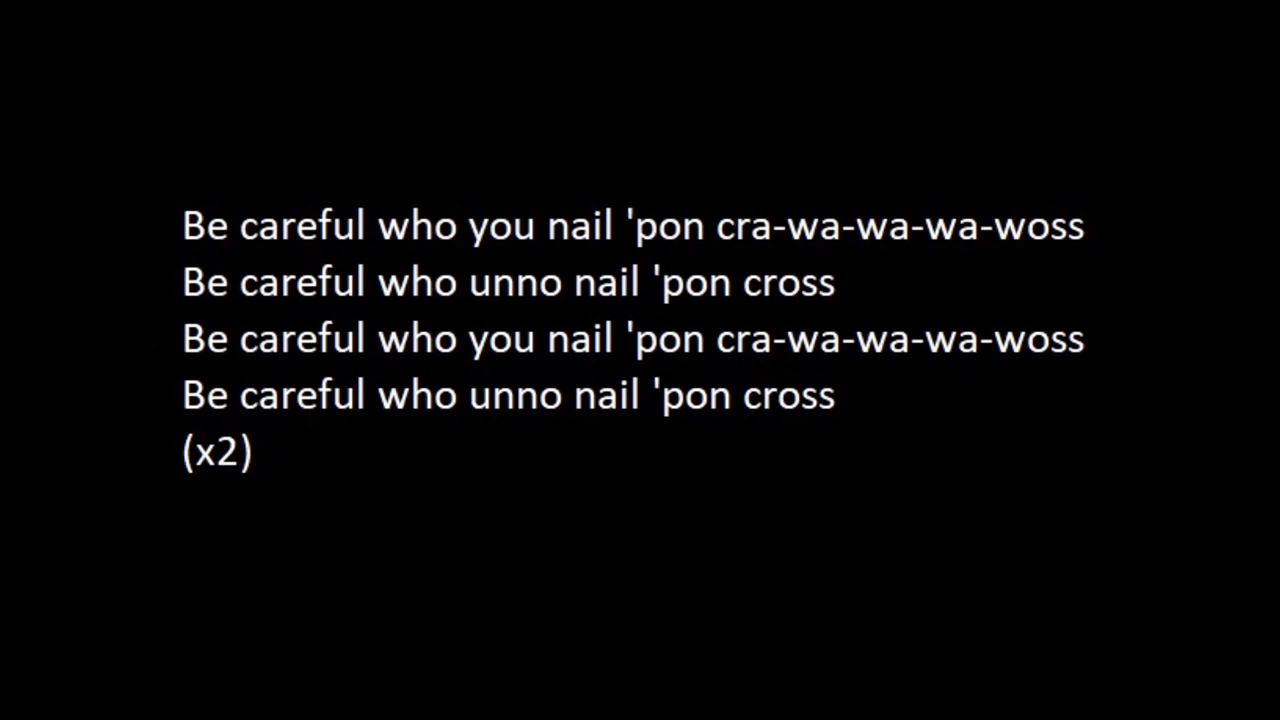 Be careful who you nail 'pon cra-wa-wa-wa-woss
Be careful who unno nail 'pon cross
Be careful who you nail 'pon cra-wa-wa-wa-woss
Be careful who unno nail 'pon cross
(x2)